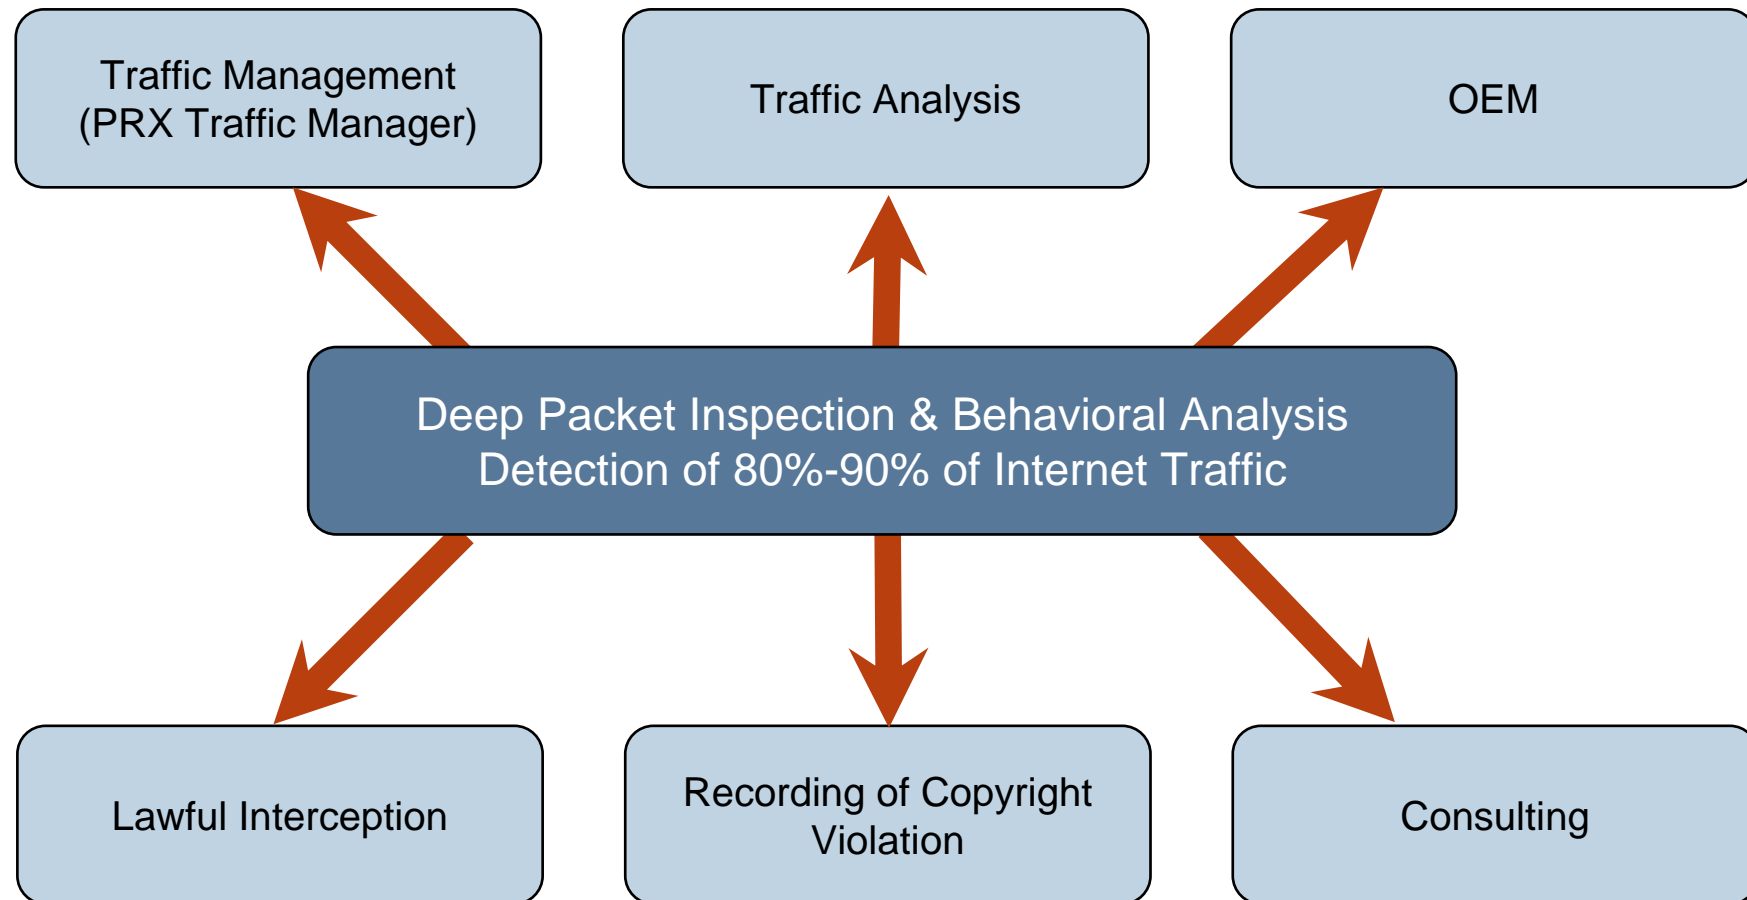 Traffic Management
(PRX Traffic Manager)
Traffic Analysis
OEM
Deep Packet Inspection & Behavioral Analysis
Detection of 80%-90% of Internet Traffic
Lawful Interception
Recording of Copyright
Violation
Consulting